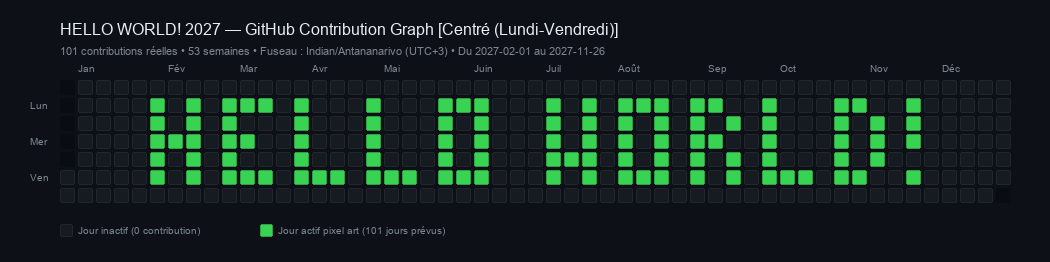 HELLO WORLD! 2027 — GitHub Contribution Graph [Centré (Lundi-Vendredi)]
101 contributions réelles • 53 semaines • Fuseau : Indian/Antananarivo (UTC+3) • Du 2027-02-01 au 2027-11-26
Jan Fév Mar Avr Mai Juin Juil Août Sep Oct Nov Déc
Lun
Mer
Ven
HELLO WORLD!
Jour inactif (0 contribution) Jour actif pixel art (101 jours prévus)